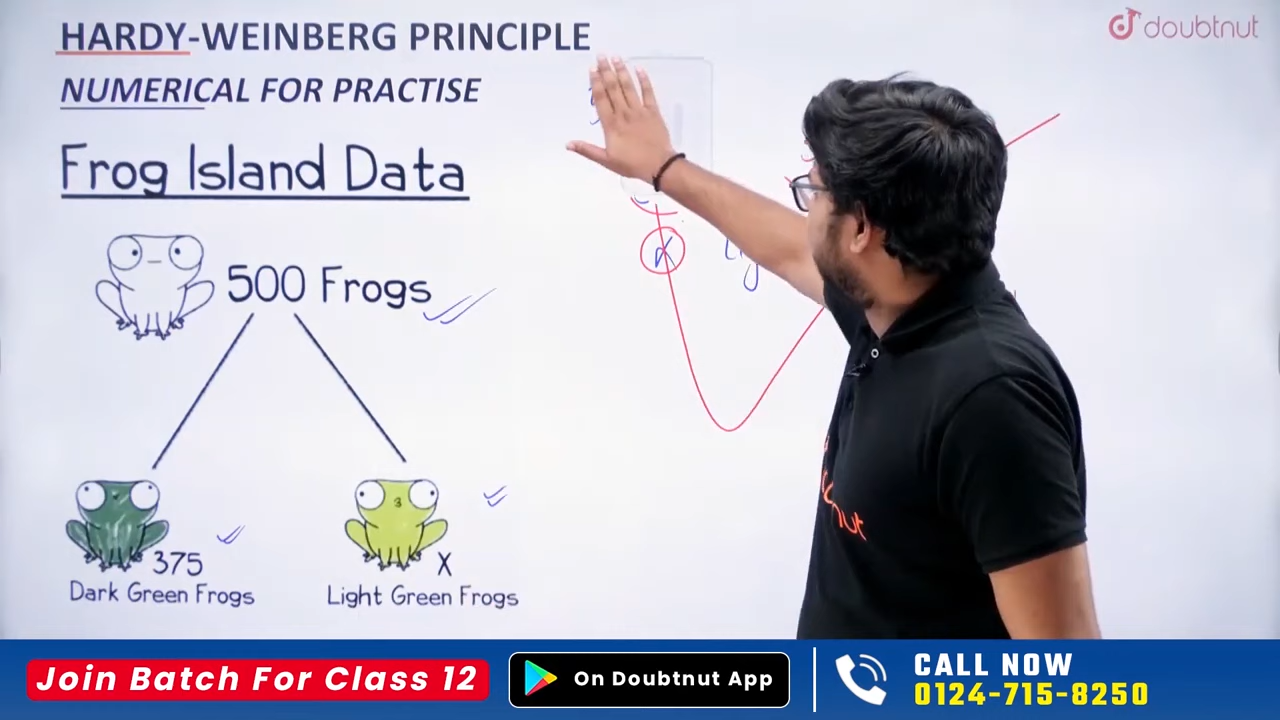 HARDY-WEINBERG PRINCIPLE
doubtnut
NUMERICAL FOR PRACTISE
Frog Island Data
500 Frogs
375
X
Dark Green Frogs
Light Green Frogs
Join Batch For Class 12
On Doubtnut App
CALL NOW
0124-715-8250